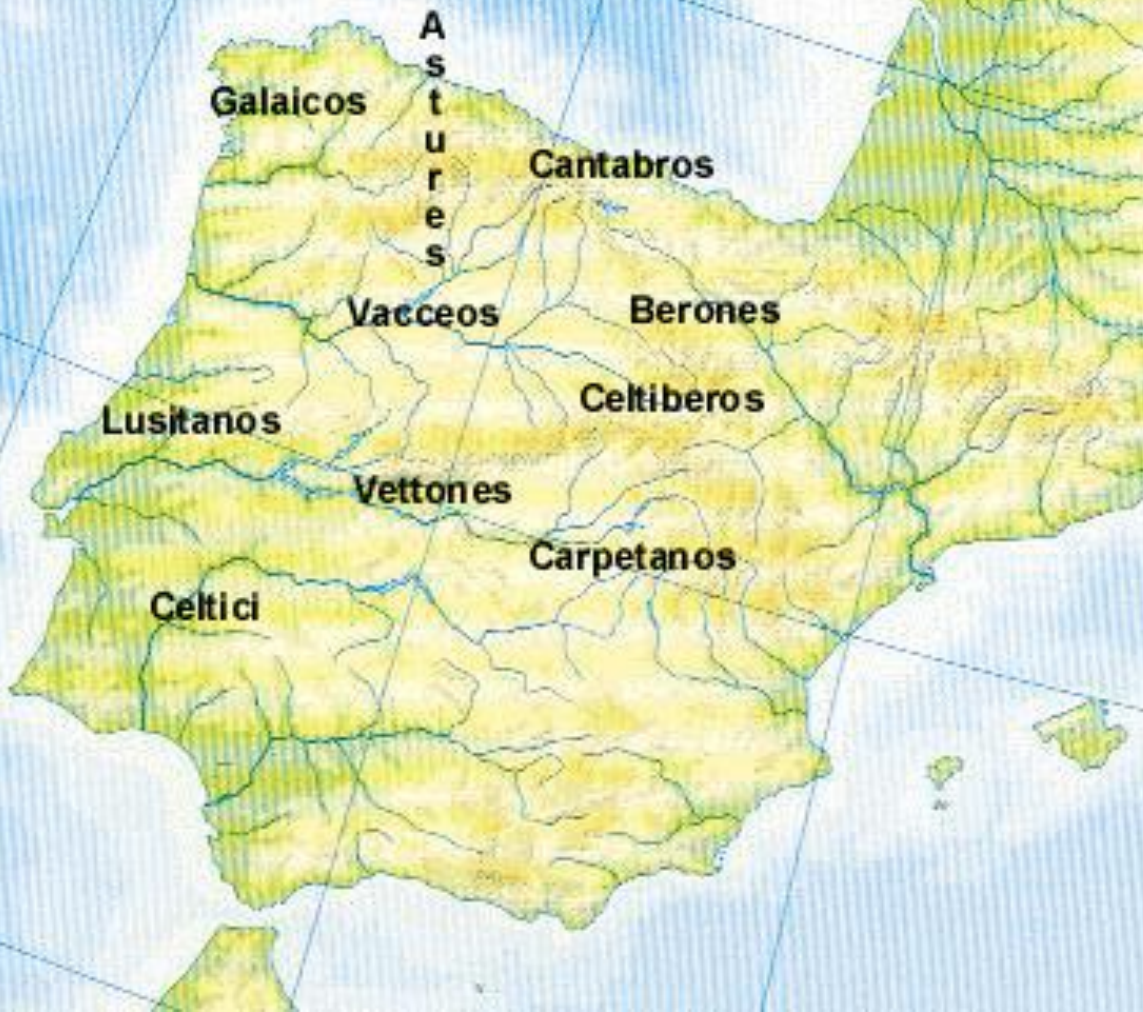 Astures
Galaicos
Cantabros
Vacceos
Berones
Celtiberos
Lusitanos
Vettones
Carpetanos
Celtici